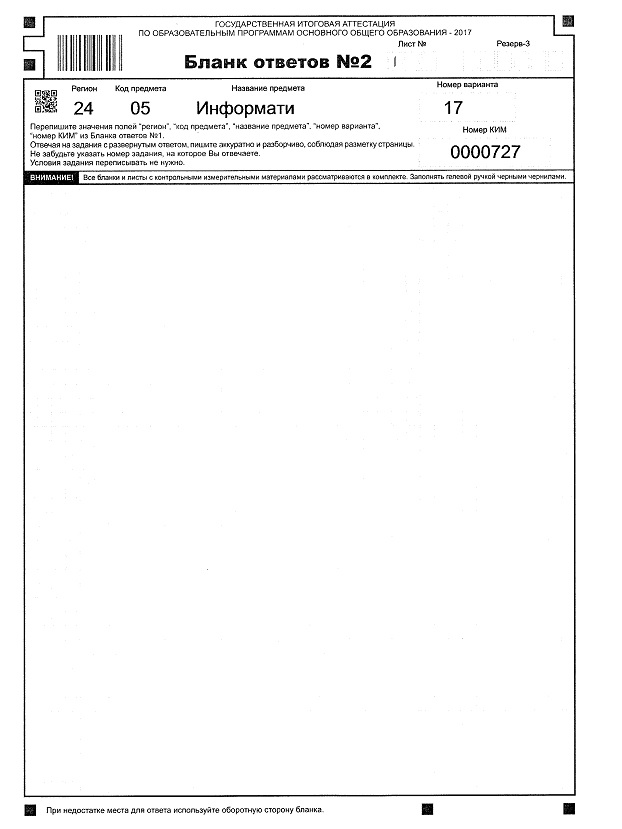 ГОСУДАРСТВЕННАЯ ИТОГОВАЯ АТТЕСТАЦИЯ
ПО ОБРАЗОВАТЕЛЬНЫМ ПРОГРАММАМ ОСНОВНОГО ОБЩЕГО ОБРАЗОВАНИЯ - 2017
Лист № Резерв-3
Бланк ответов №2
Регион Код предмета Название предмета Номер варианта
24 05 Информати 17
Перепишите значения полей "регион", "код предмета", "название предмета", "номер варианта",
"номер КИМ" из Бланка ответов №1.
Номер КИМ
Отвечая на задания с развернутым ответом, пишите аккуратно и разборчиво, соблюдая разметку страницы.
Не забудьте указать номер задания, на которое Вы отвечаете.
0000727
Условия задания переписывать не нужно.
ВНИМАНИЕ! Все бланки и листы с контрольными измерительными материалами рассматриваются в комплекте. Заполнять гелевой ручкой черными чернилами.
При недостатке места для ответа используйте оборотную сторону бланка.